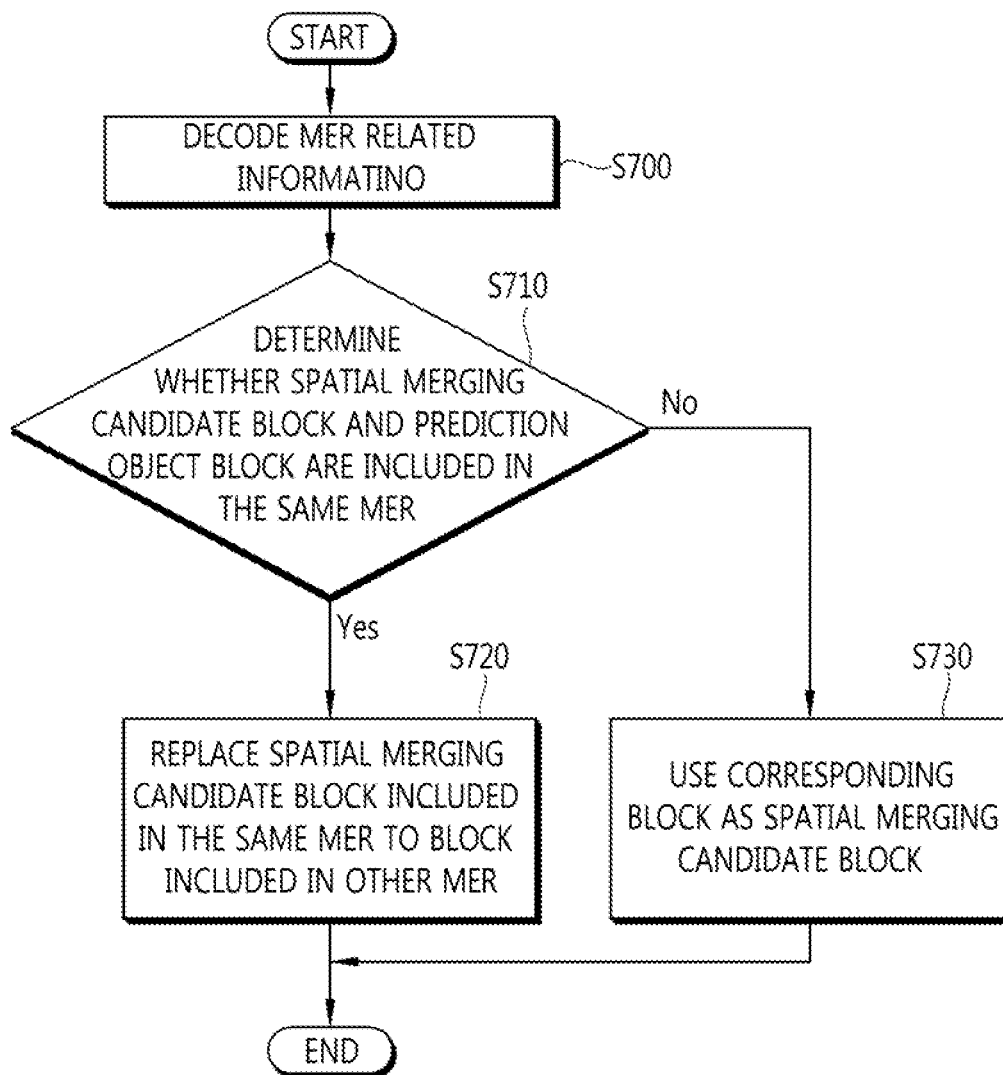 START
DECODE MER RELATED
INFORMATINO
S700
S710
DETERMINE
WHETHER SPATIAL MERGING
CANDIDATE BLOCK AND PREDICTION
OBJECT BLOCK ARE INCLUDED IN
THE SAME MER
No
Yes
S720
REPLACE SPATIAL MERGING
CANDIDATE BLOCK INCLUDED
IN THE SAME MER TO BLOCK
INCLUDED IN OTHER MER
S730
USE CORRESPONDING
BLOCK AS SPATIAL MERGING
CANDIDATE BLOCK
END